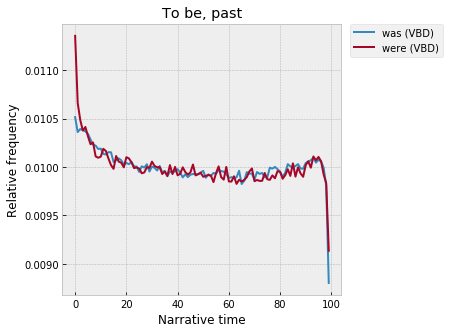 To be, past
was (VBD)
were (VBD)
Relative frequency
0.0110
0.0105
0.0100
0.0095
0.0090
0
20
40
60
80
100
Narrative time